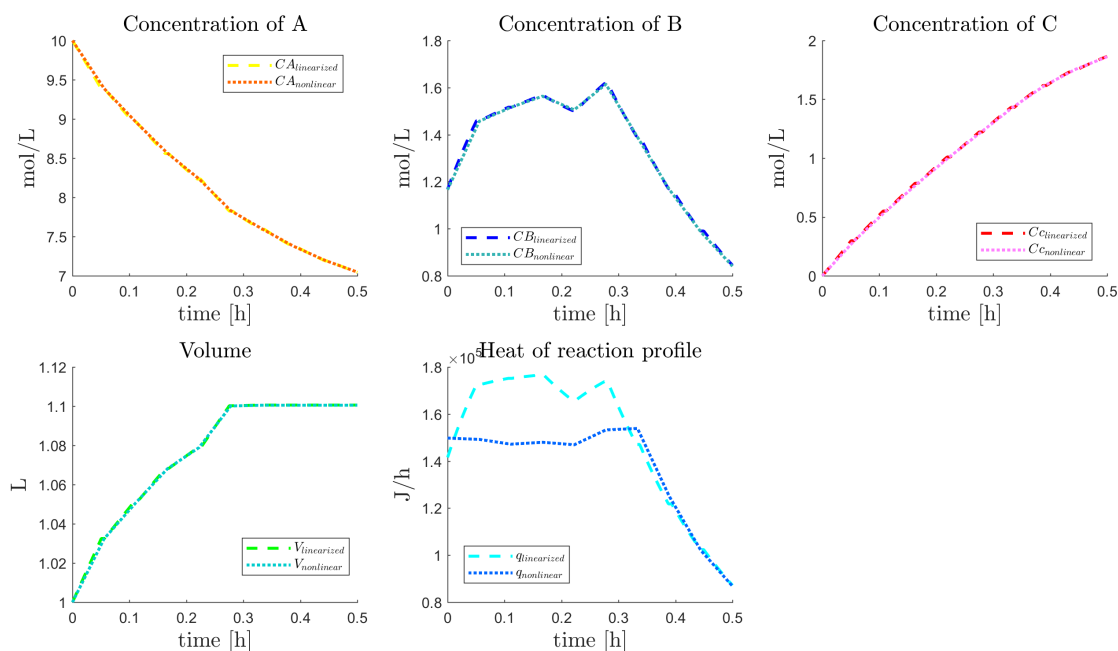 Concentration of A
10
9.5
9
8.5
8
7.5
7
mol/L
CA_linearized
CA_nonlinear
0 0.1 0.2 0.3 0.4 0.5
time [h]
Concentration of B
1.8
1.6
1.4
1.2
1
0.8
mol/L
CB_linearized
CB_nonlinear
0 0.1 0.2 0.3 0.4 0.5
time [h]
Concentration of C
2
1.5
1
0.5
0
mol/L
Cc_linearized
Cc_nonlinear
0 0.1 0.2 0.3 0.4 0.5
time [h]
Volume
1.12
1.1
1.08
1.06
1.04
1.02
1
L
V_linearized
V_nonlinear
0 0.1 0.2 0.3 0.4 0.5
time [h]
Heat of reaction profile
×10^5
1.8
1.6
1.4
1.2
1
0.8
J/h
q_linearized
q_nonlinear
0 0.1 0.2 0.3 0.4 0.5
time [h]